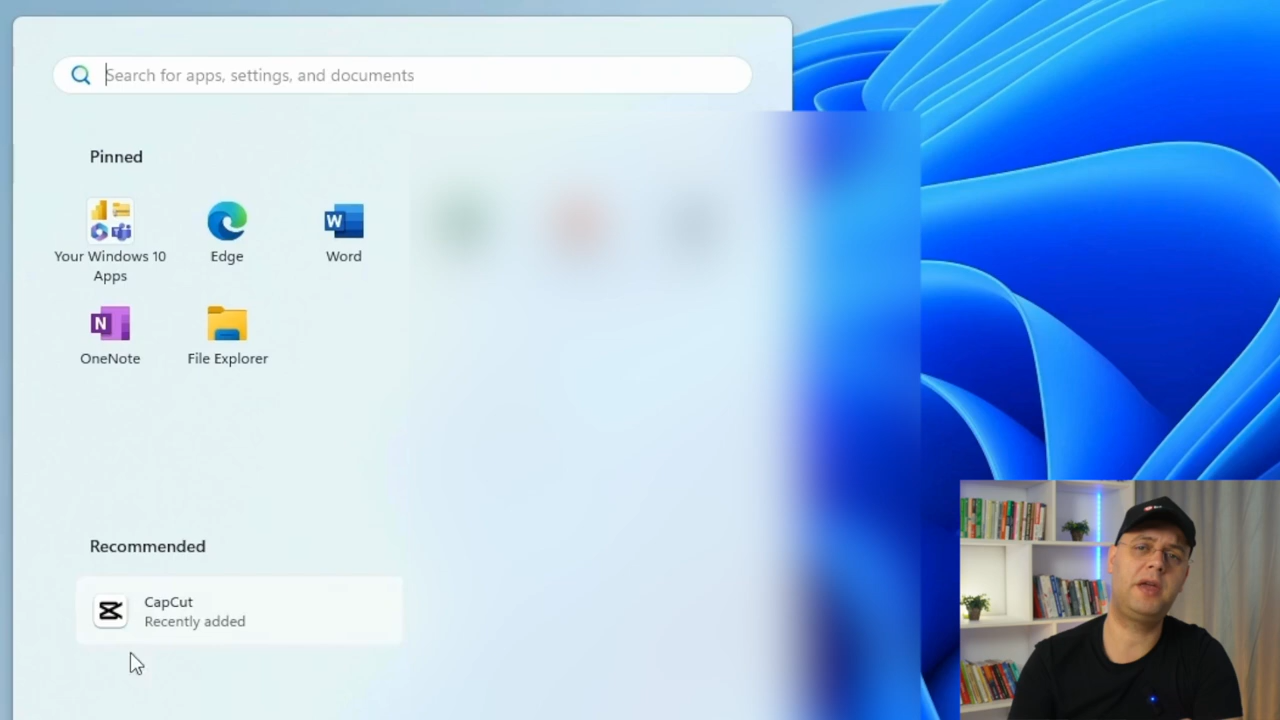 Search for apps, settings, and documents
Pinned
Your Windows 10
Apps
Edge
Word
OneNote
File Explorer
Recommended
CapCut
Recently added